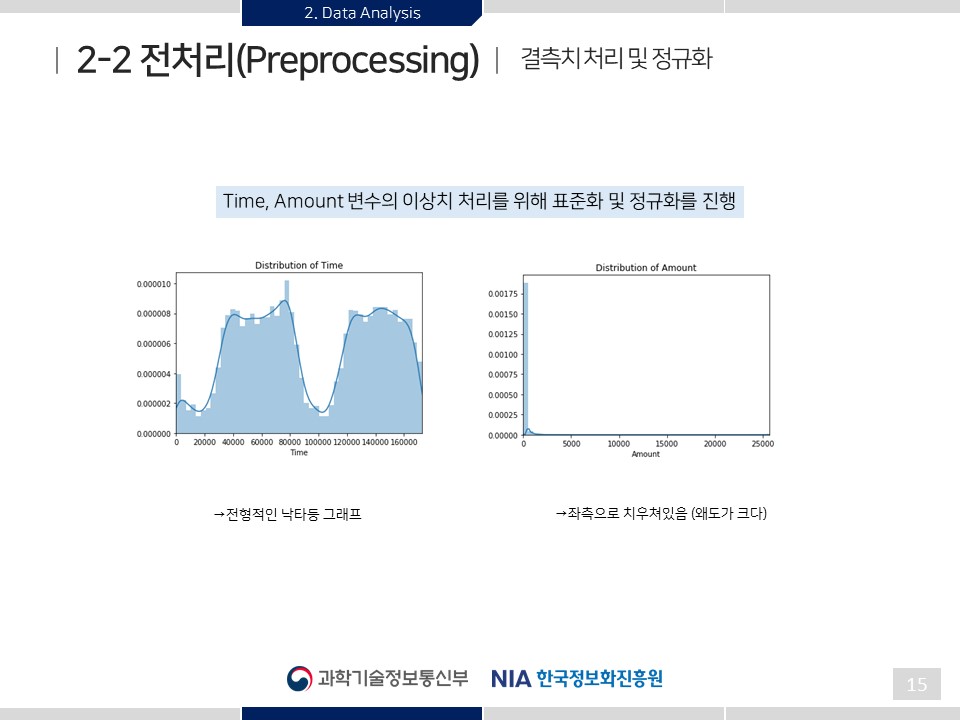 2. Data Analysis
2-2 전처리(Preprocessing)
결측치 처리 및 정규화
Time, Amount 변수의 이상치 처리를 위해 표준화 및 정규화를 진행
Distribution of Time
0.000010
0.000008
0.000006
0.000004
0.000002
0.000000
0 20000 40000 60000 80000 100000 120000 140000 160000
Time
Distribution of Amount
0.00175
0.00150
0.00125
0.00100
0.00075
0.00050
0.00025
0.00000
0 5000 10000 15000 20000 25000
Amount
→전형적인 낙타등 그래프
→좌측으로 치우쳐있음 (왜도가 크다)
과학기술정보통신부
NIA 한국정보화진흥원
15